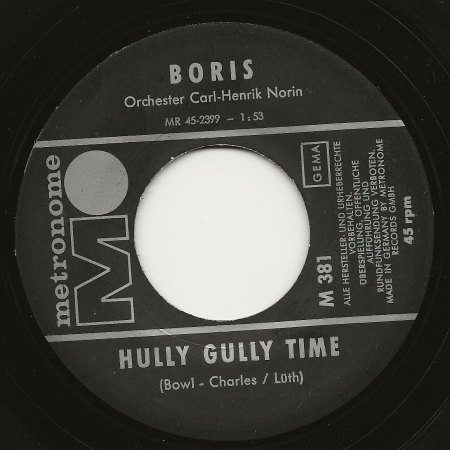 BORIS
Orchester Carl-Henrik Norin
MR 45-2399 – 1:53
metronome
GEMA
M 381
ALLE HERSTELLER- UND URHEBERRECHTE
VORBEHALTEN.
ÜBERSPIELUNG, ÖFFENTLICHE
AUFFÜHRUNG UND
RUNDFUNKSENDUNG VERBOTEN.
MADE IN GERMANY BY METRONOME
RECORDS GMBH
45 rpm
HULLY GULLY TIME
(Bowl - Charles / Lüth)